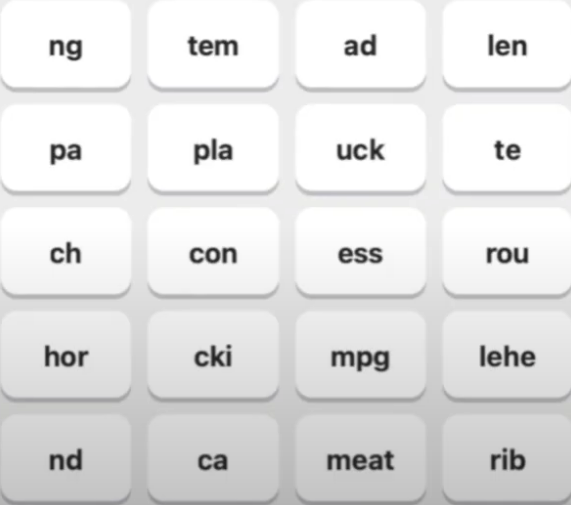 ng tem ad len
pa pla uck te
ch con ess rou
hor cki mpg lehe
nd ca meat rib